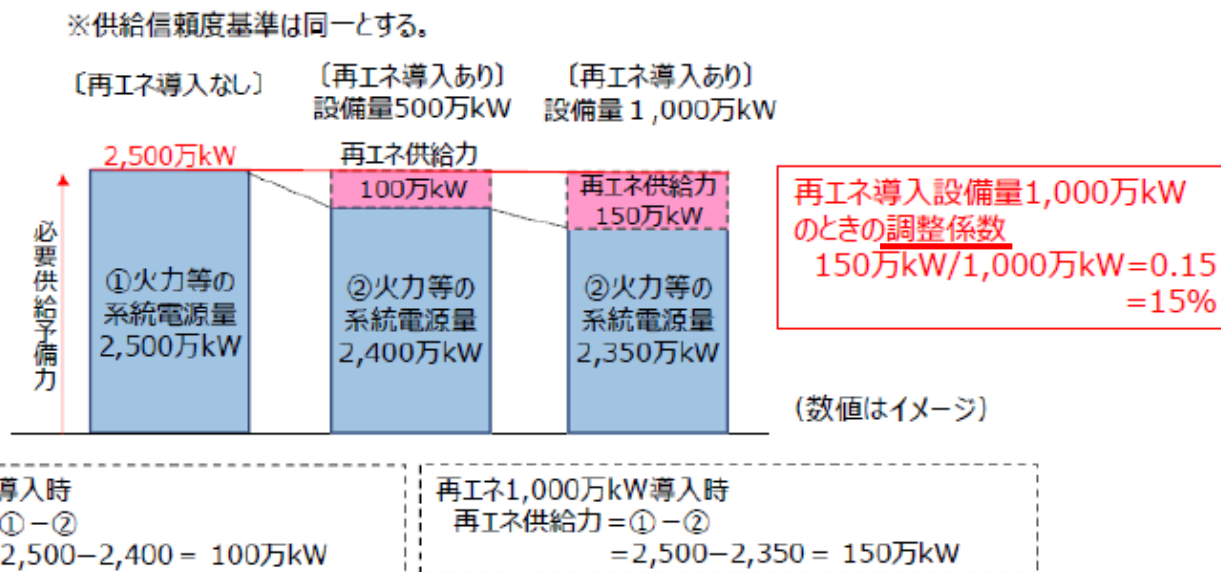 ※供給信頼度基準は同一とする。
〔再エネ導入なし〕
〔再エネ導入あり〕
設備量500万kW
〔再エネ導入あり〕
設備量1,000万kW
2,500万kW
再エネ供給力
100万kW
再エネ供給力
150万kW
必要供給予備力
①火力等の
系統電源量
2,500万kW
②火力等の
系統電源量
2,400万kW
②火力等の
系統電源量
2,350万kW
再エネ導入設備量1,000万kW
のときの調整係数
150万kW/1,000万kW=0.15
=15%
(数値はイメージ)
導入時
①−②
2,500−2,400= 100万kW
再エネ1,000万kW導入時
再エネ供給力=①−②
=2,500−2,350= 150万kW